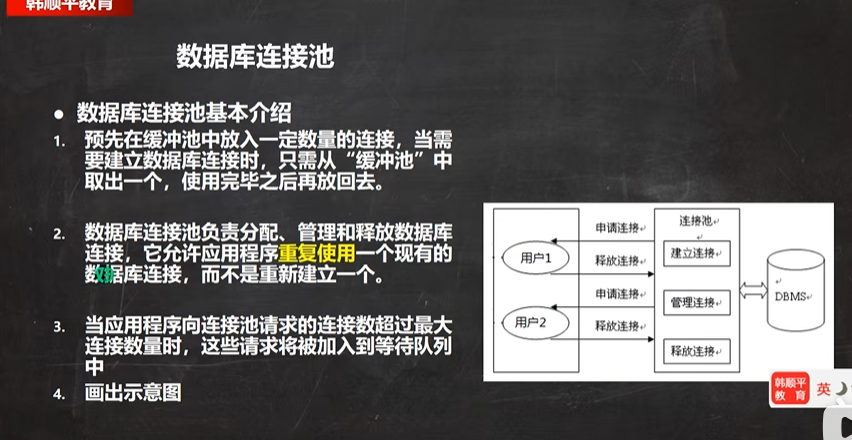 韩顺平教育
数据库连接池
● 数据库连接池基本介绍
1. 预先在缓冲池中放入一定数量的连接，当需
要建立数据库连接时，只需从“缓冲池”中
取出一个，使用完毕之后再放回去。
2. 数据库连接池负责分配、管理和释放数据库
连接，它允许应用程序重复使用一个现有的
数据库连接，而不是重新建立一个。
3. 当应用程序向连接池请求的连接数超过最大
连接数量时，这些请求将被加入到等待队列
中
4. 画出示意图
连接池
申请连接
用户1
建立连接
释放连接
申请连接
管理连接
DBMS
用户2
释放连接
释放连接
韩顺平
教育
英